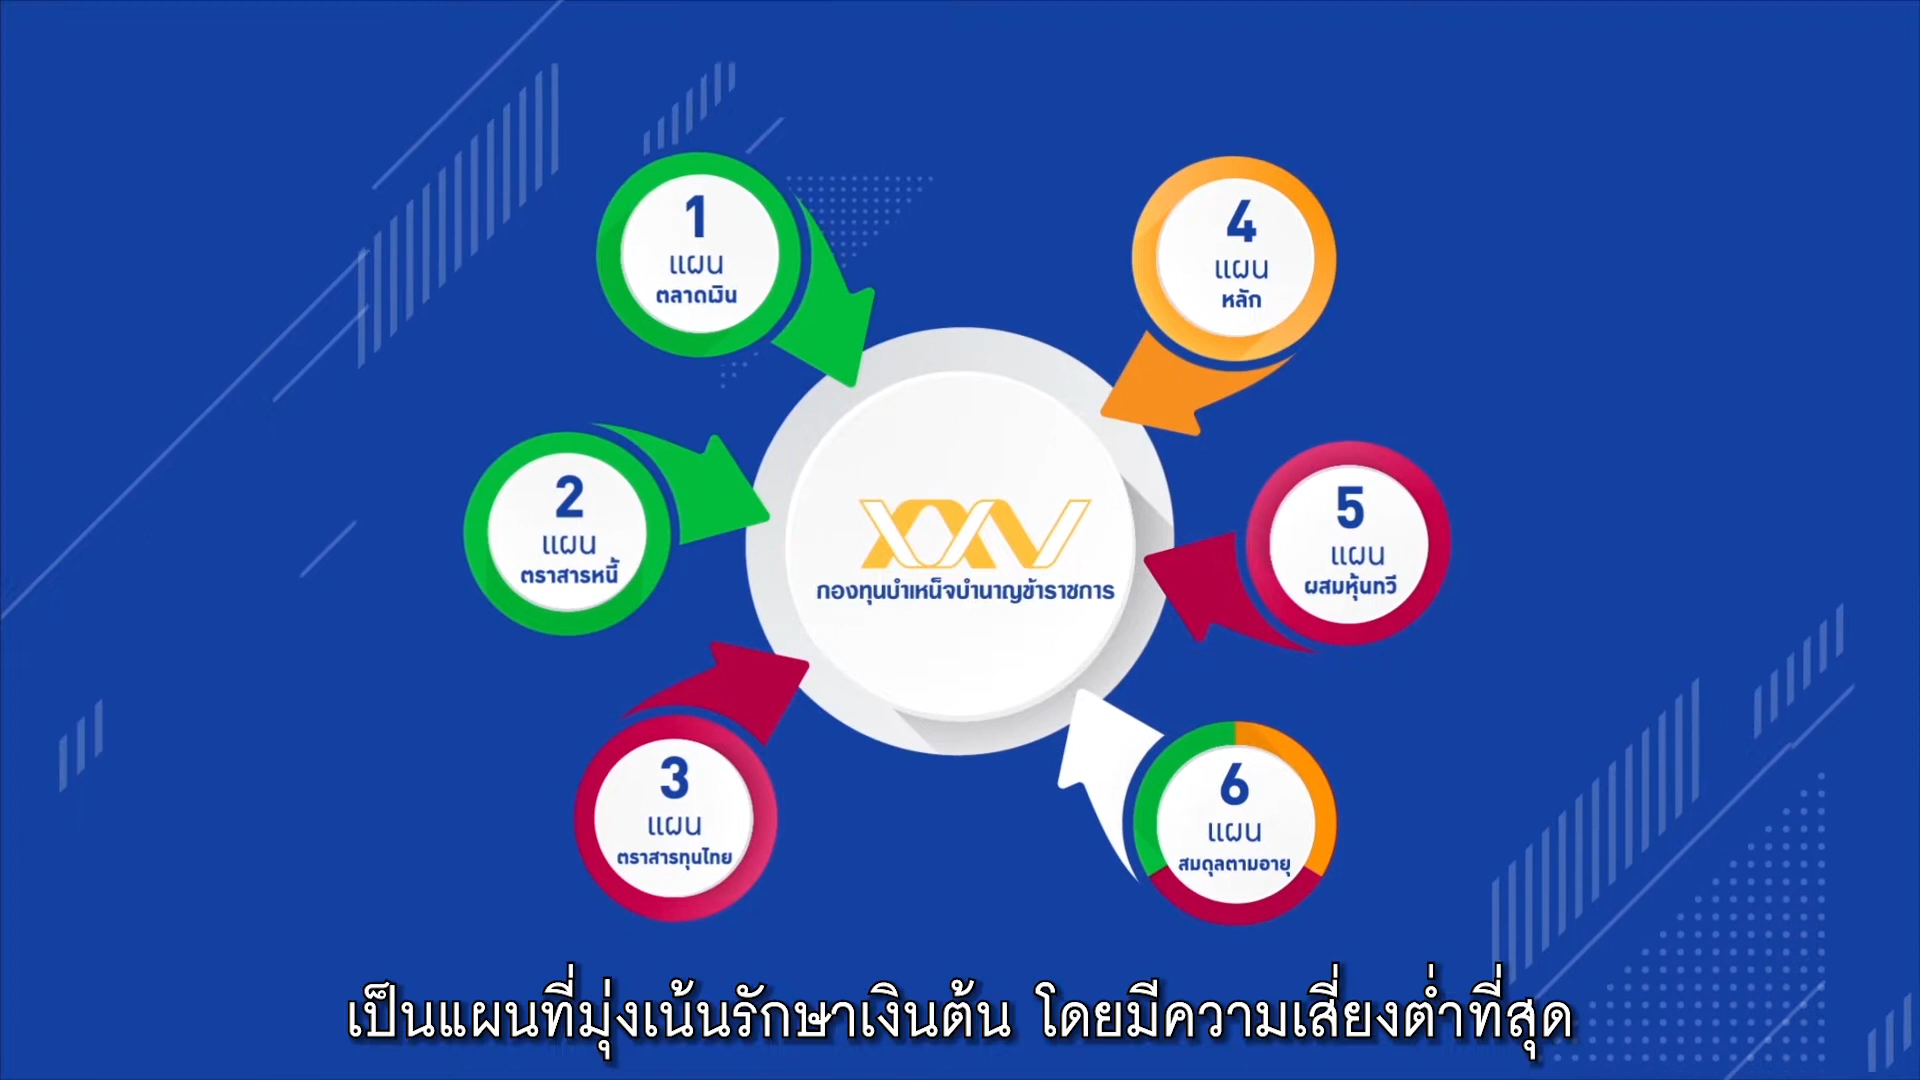 1
แผน
ตลาดเงิน
2
แผน
ตราสารหนี้
3
แผน
ตราสารทุนไทย
4
แผน
หลัก
5
แผน
ผสมหุ้นทวี
6
แผน
สมดุลตามอายุ
กองทุนบำเหน็จบำนาญข้าราชการ
เป็นแผนที่มุ่งเน้นรักษาเงินต้น โดยมีความเสี่ยงต่ำที่สุด